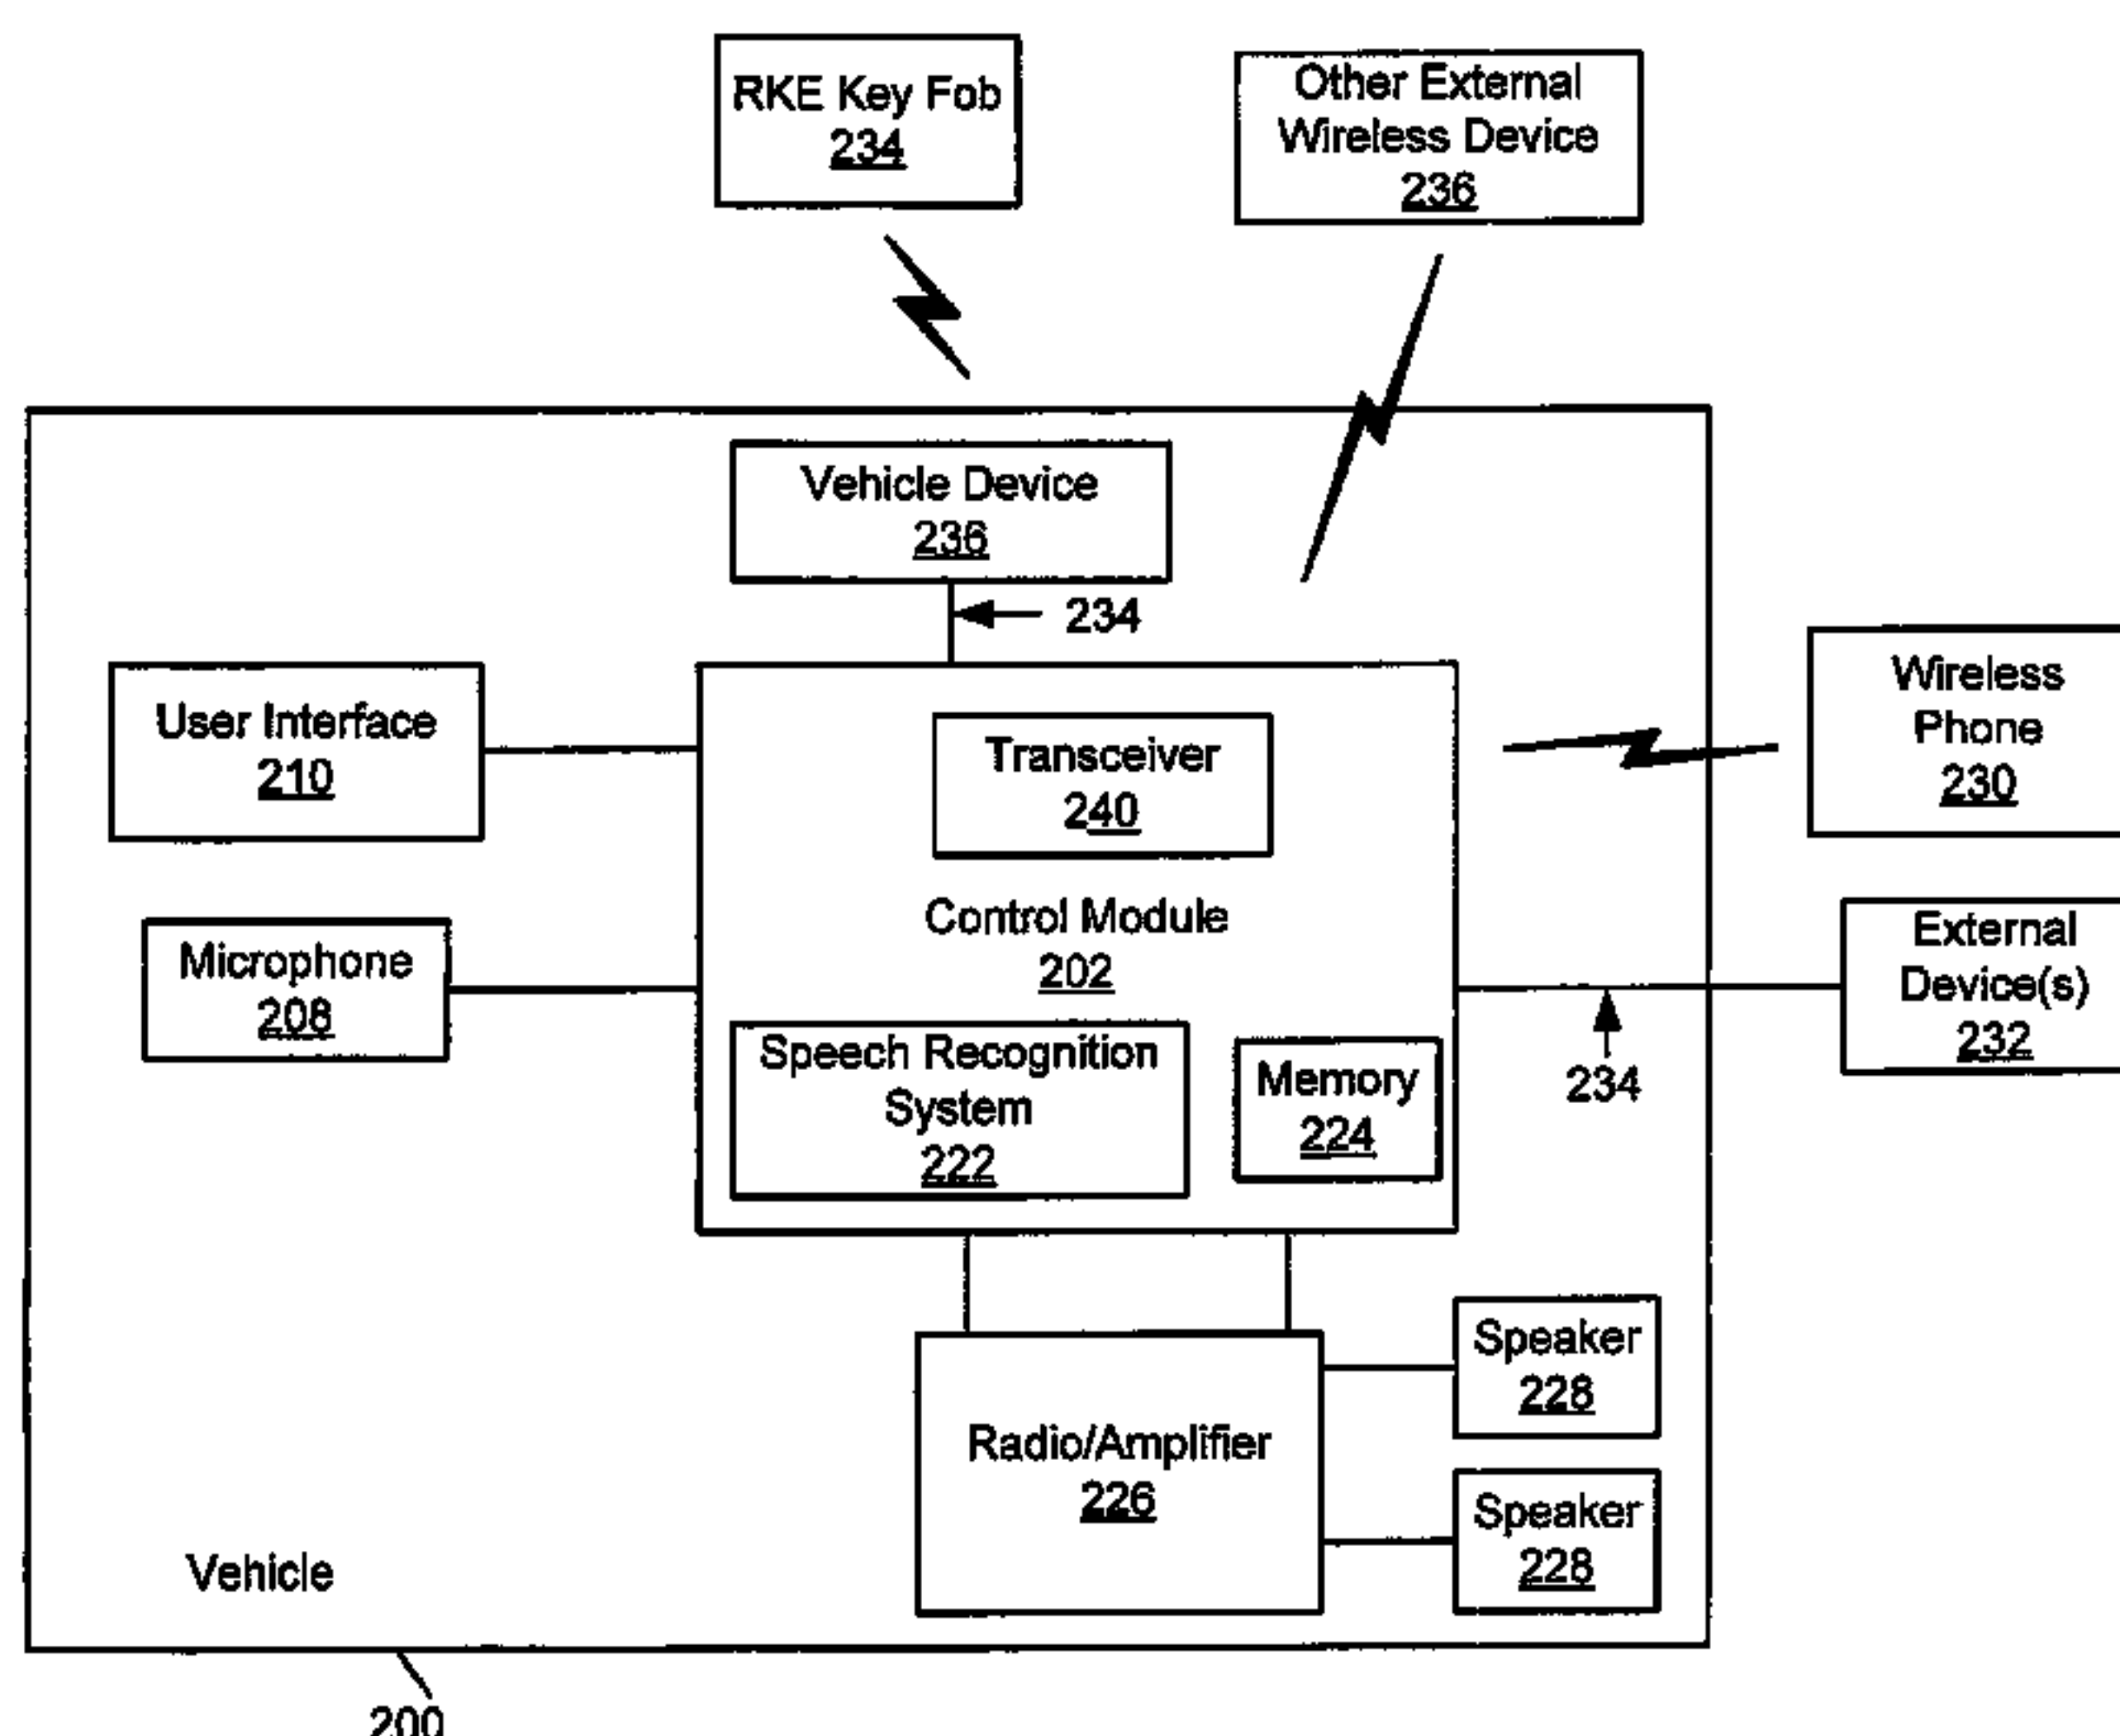 RKE Key Fob
234
Other External
Wireless Device
236
Vehicle Device
236
234
User Interface
210
Transceiver
240
Wireless
Phone
230
Control Module
202
Microphone
208
External
Device(s)
232
234
Speech Recognition
System
222
Memory
224
Speaker
228
Radio/Amplifier
226
Speaker
228
Vehicle
200